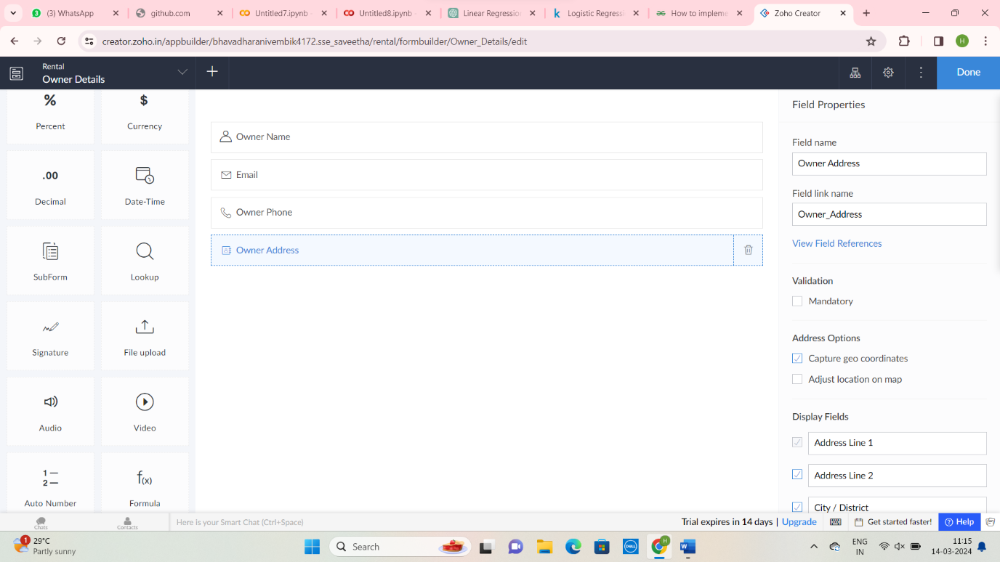 (3) WhatsApp
github.com
Untitled7.ipynb
Untitled8.ipynb
Linear Regressio
Logistic Regressi
How to impleme
Zoho Creator
creator.zoho.in/appbuilder/bhavadharanivembik4172.sse_saveetha/rental/formbuilder/Owner_Details/edit
H
Rental
Owner Details
Done
%
Percent
$
Currency
.00
Decimal
Date-Time
SubForm
Lookup
Signature
File upload
Audio
Video
1
2
Auto Number
f(x)
Formula
Owner Name
Email
Owner Phone
Owner Address
Field Properties
Field name
Owner Address
Field link name
Owner_Address
View Field References
Validation
Mandatory
Address Options
Capture geo coordinates
Adjust location on map
Display Fields
Address Line 1
Address Line 2
City / District
Chats
Contacts
Here is your Smart Chat (Ctrl+Space)
Trial expires in 14 days | Upgrade
Get started faster!
Help
1
29°C
Partly sunny
Search
DELL
H
W
ENG
IN
11:15
14-03-2024